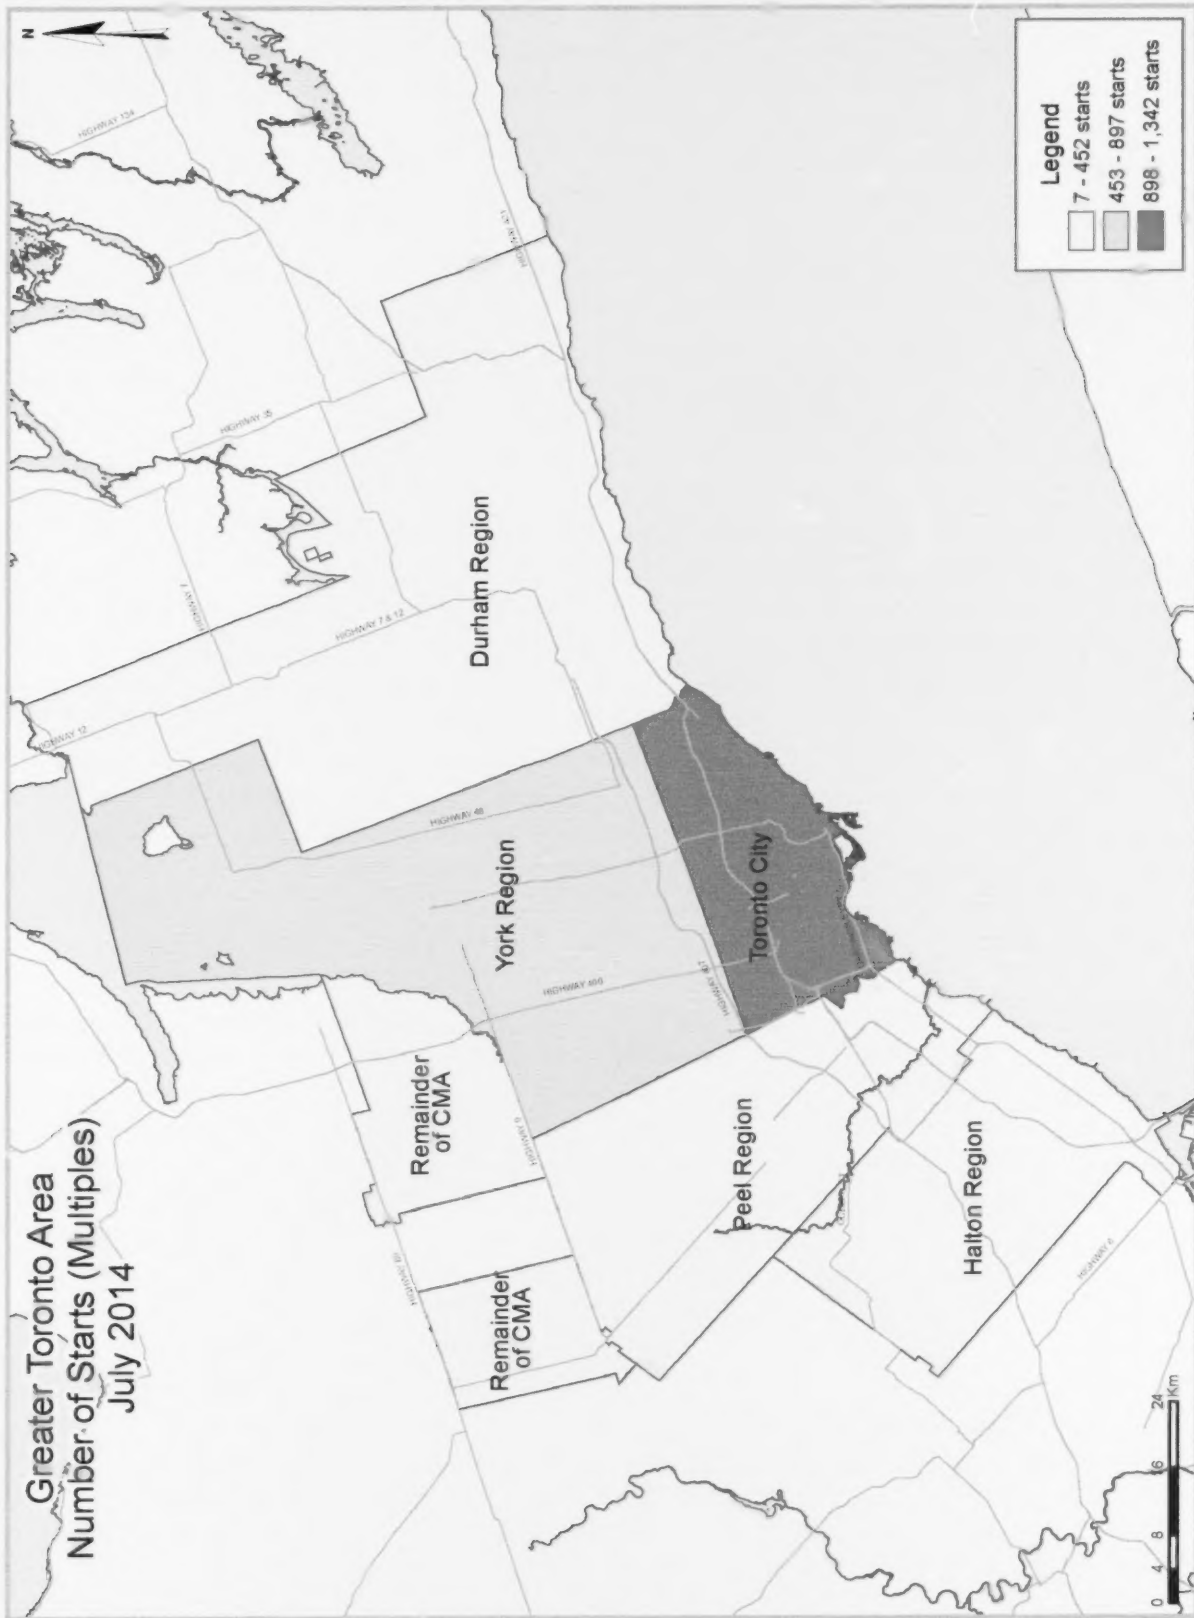 Greater Toronto Area
Number of Starts (Multiples)
July 2014
N
HIGHWAY 134
HIGHWAY 401
HIGHWAY 35
HIGHWAY 7 & 12
HIGHWAY 12
Durham Region
HIGHWAY 48
York Region
HIGHWAY 400
HIGHWAY 407
Toronto City
Remainder
of CMA
HIGHWAY 9
Remainder
of CMA
Peel Region
Halton Region
HIGHWAY 6
Legend
7 - 452 starts
453 - 897 starts
898 - 1,342 starts
0 4 8 16 24
Km